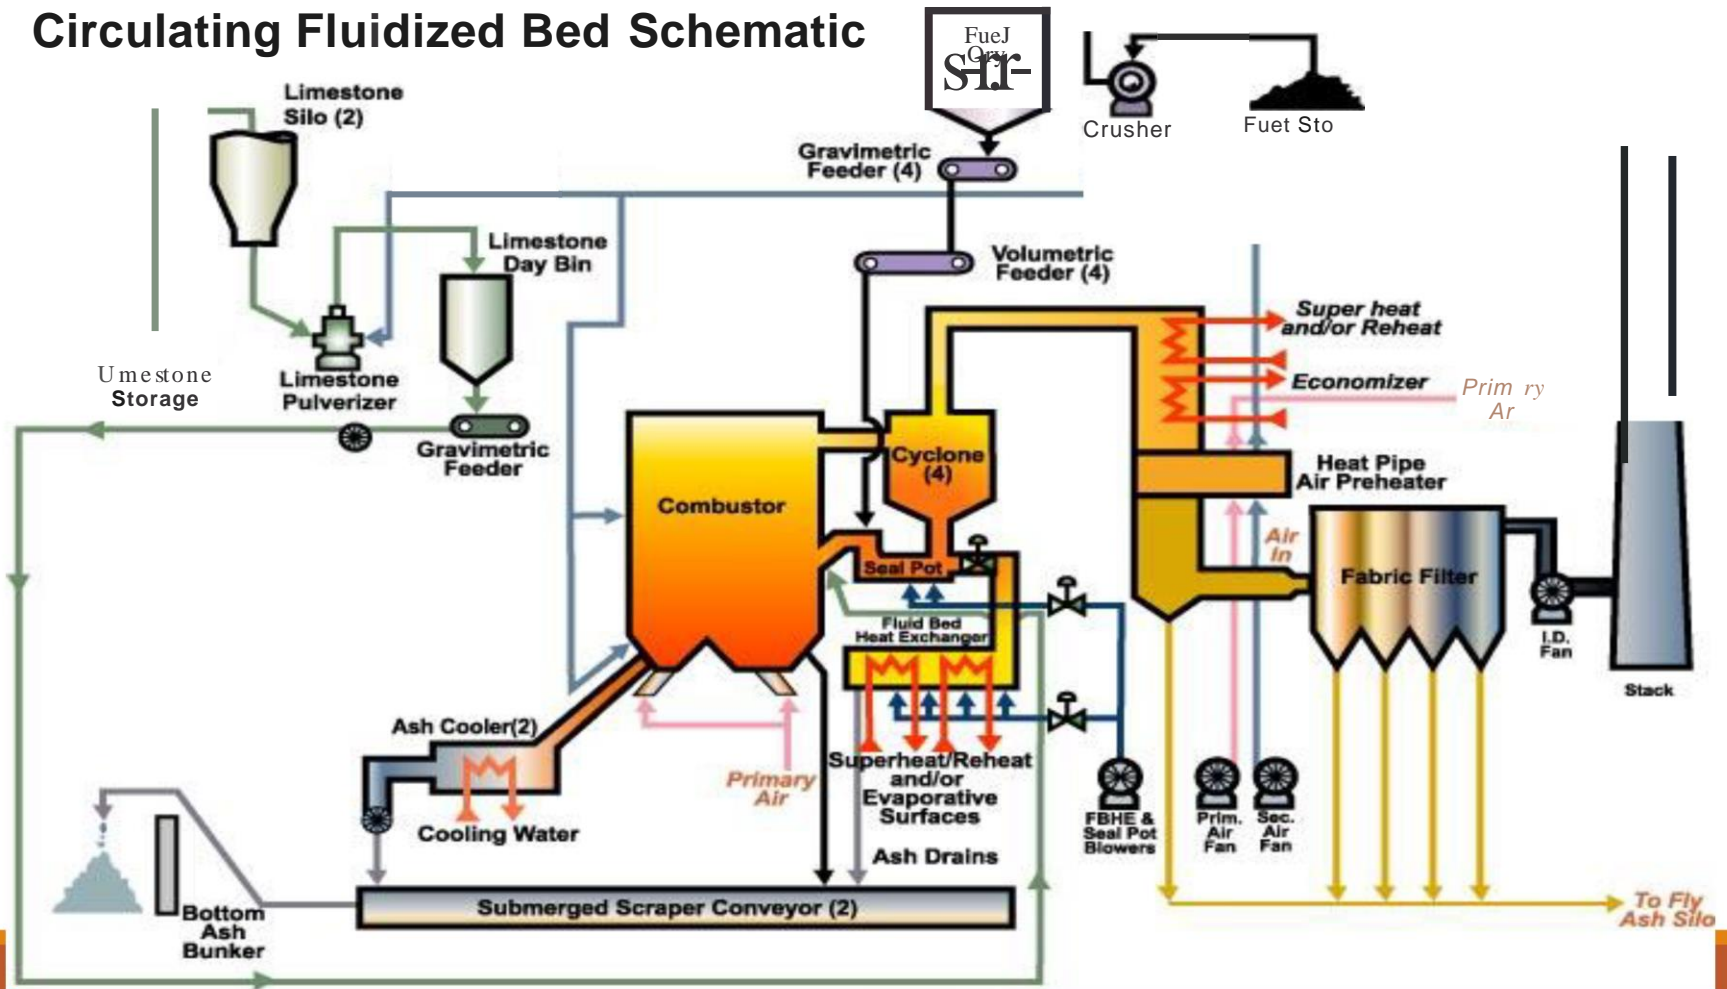 Circulating Fluidized Bed Schematic
FueJ
Ory
Crusher
Fuet Sto
Limestone
Silo (2)
Gravimetric
Feeder (4)
Limestone
Day Bin
Volumetric
Feeder (4)
Super heat
and/or Reheat
Economizer
Prim ry
Ar
Umestone
Storage
Limestone
Pulverizer
Gravimetric
Feeder
Cyclone
(4)
Heat Pipe
Air Preheater
Combustor
Air
In
Seal Pot
Fabric Filter
Fluid Bed
Heat Exchanger
I.D.
Fan
Stack
Ash Cooler(2)
Primary
Air
Superheat/Reheat
and/or
Evaporative
Surfaces
Cooling Water
FBHE &
Seal Pot
Blowers
Prim.
Air
Fan
Sec.
Air
Fan
Ash Drains
Submerged Scraper Conveyor (2)
Bottom
Ash
Bunker
To Fly
Ash Silo